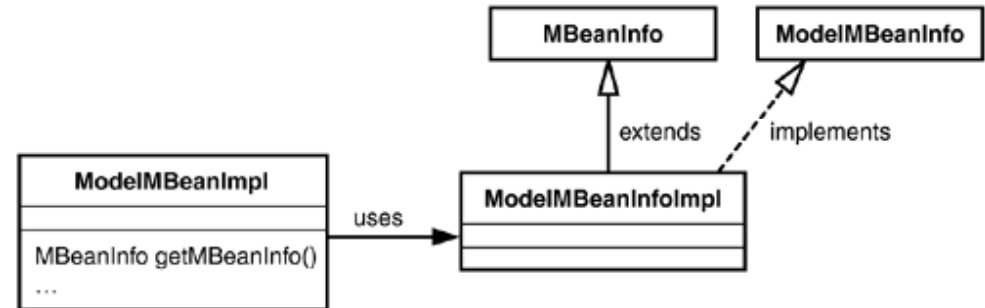 MBeanInfo
ModelMBeanInfo
extends
implements
ModelMBeanImpl
uses
ModelMBeanInfoImpl
MBeanInfo getMBeanInfo()
...